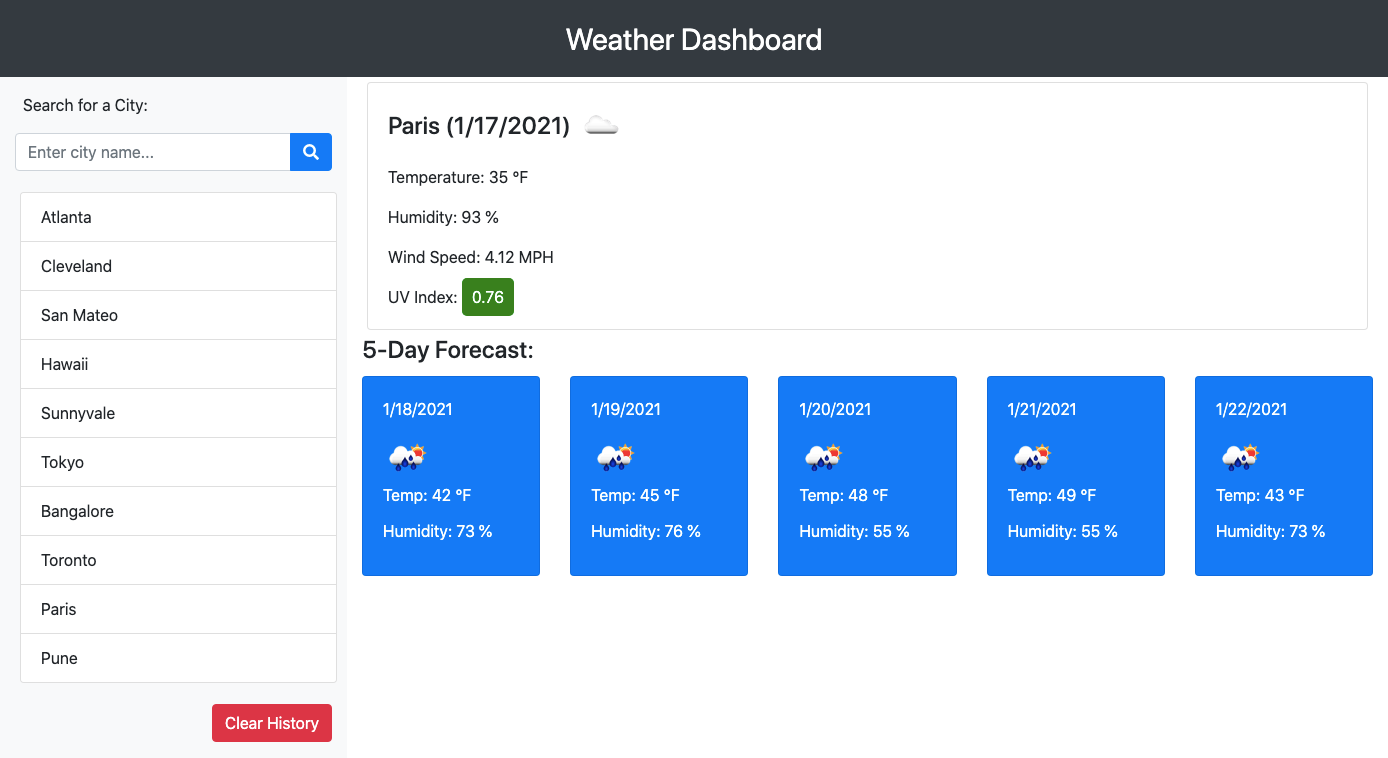 Weather Dashboard
Search for a City:
Enter city name...
Atlanta
Cleveland
San Mateo
Hawaii
Sunnyvale
Tokyo
Bangalore
Toronto
Paris
Pune
Clear History
Paris (1/17/2021)
Temperature: 35 °F
Humidity: 93 %
Wind Speed: 4.12 MPH
UV Index: 0.76
5-Day Forecast:
1/18/2021
Temp: 42 °F
Humidity: 73 %
1/19/2021
Temp: 45 °F
Humidity: 76 %
1/20/2021
Temp: 48 °F
Humidity: 55 %
1/21/2021
Temp: 49 °F
Humidity: 55 %
1/22/2021
Temp: 43 °F
Humidity: 73 %